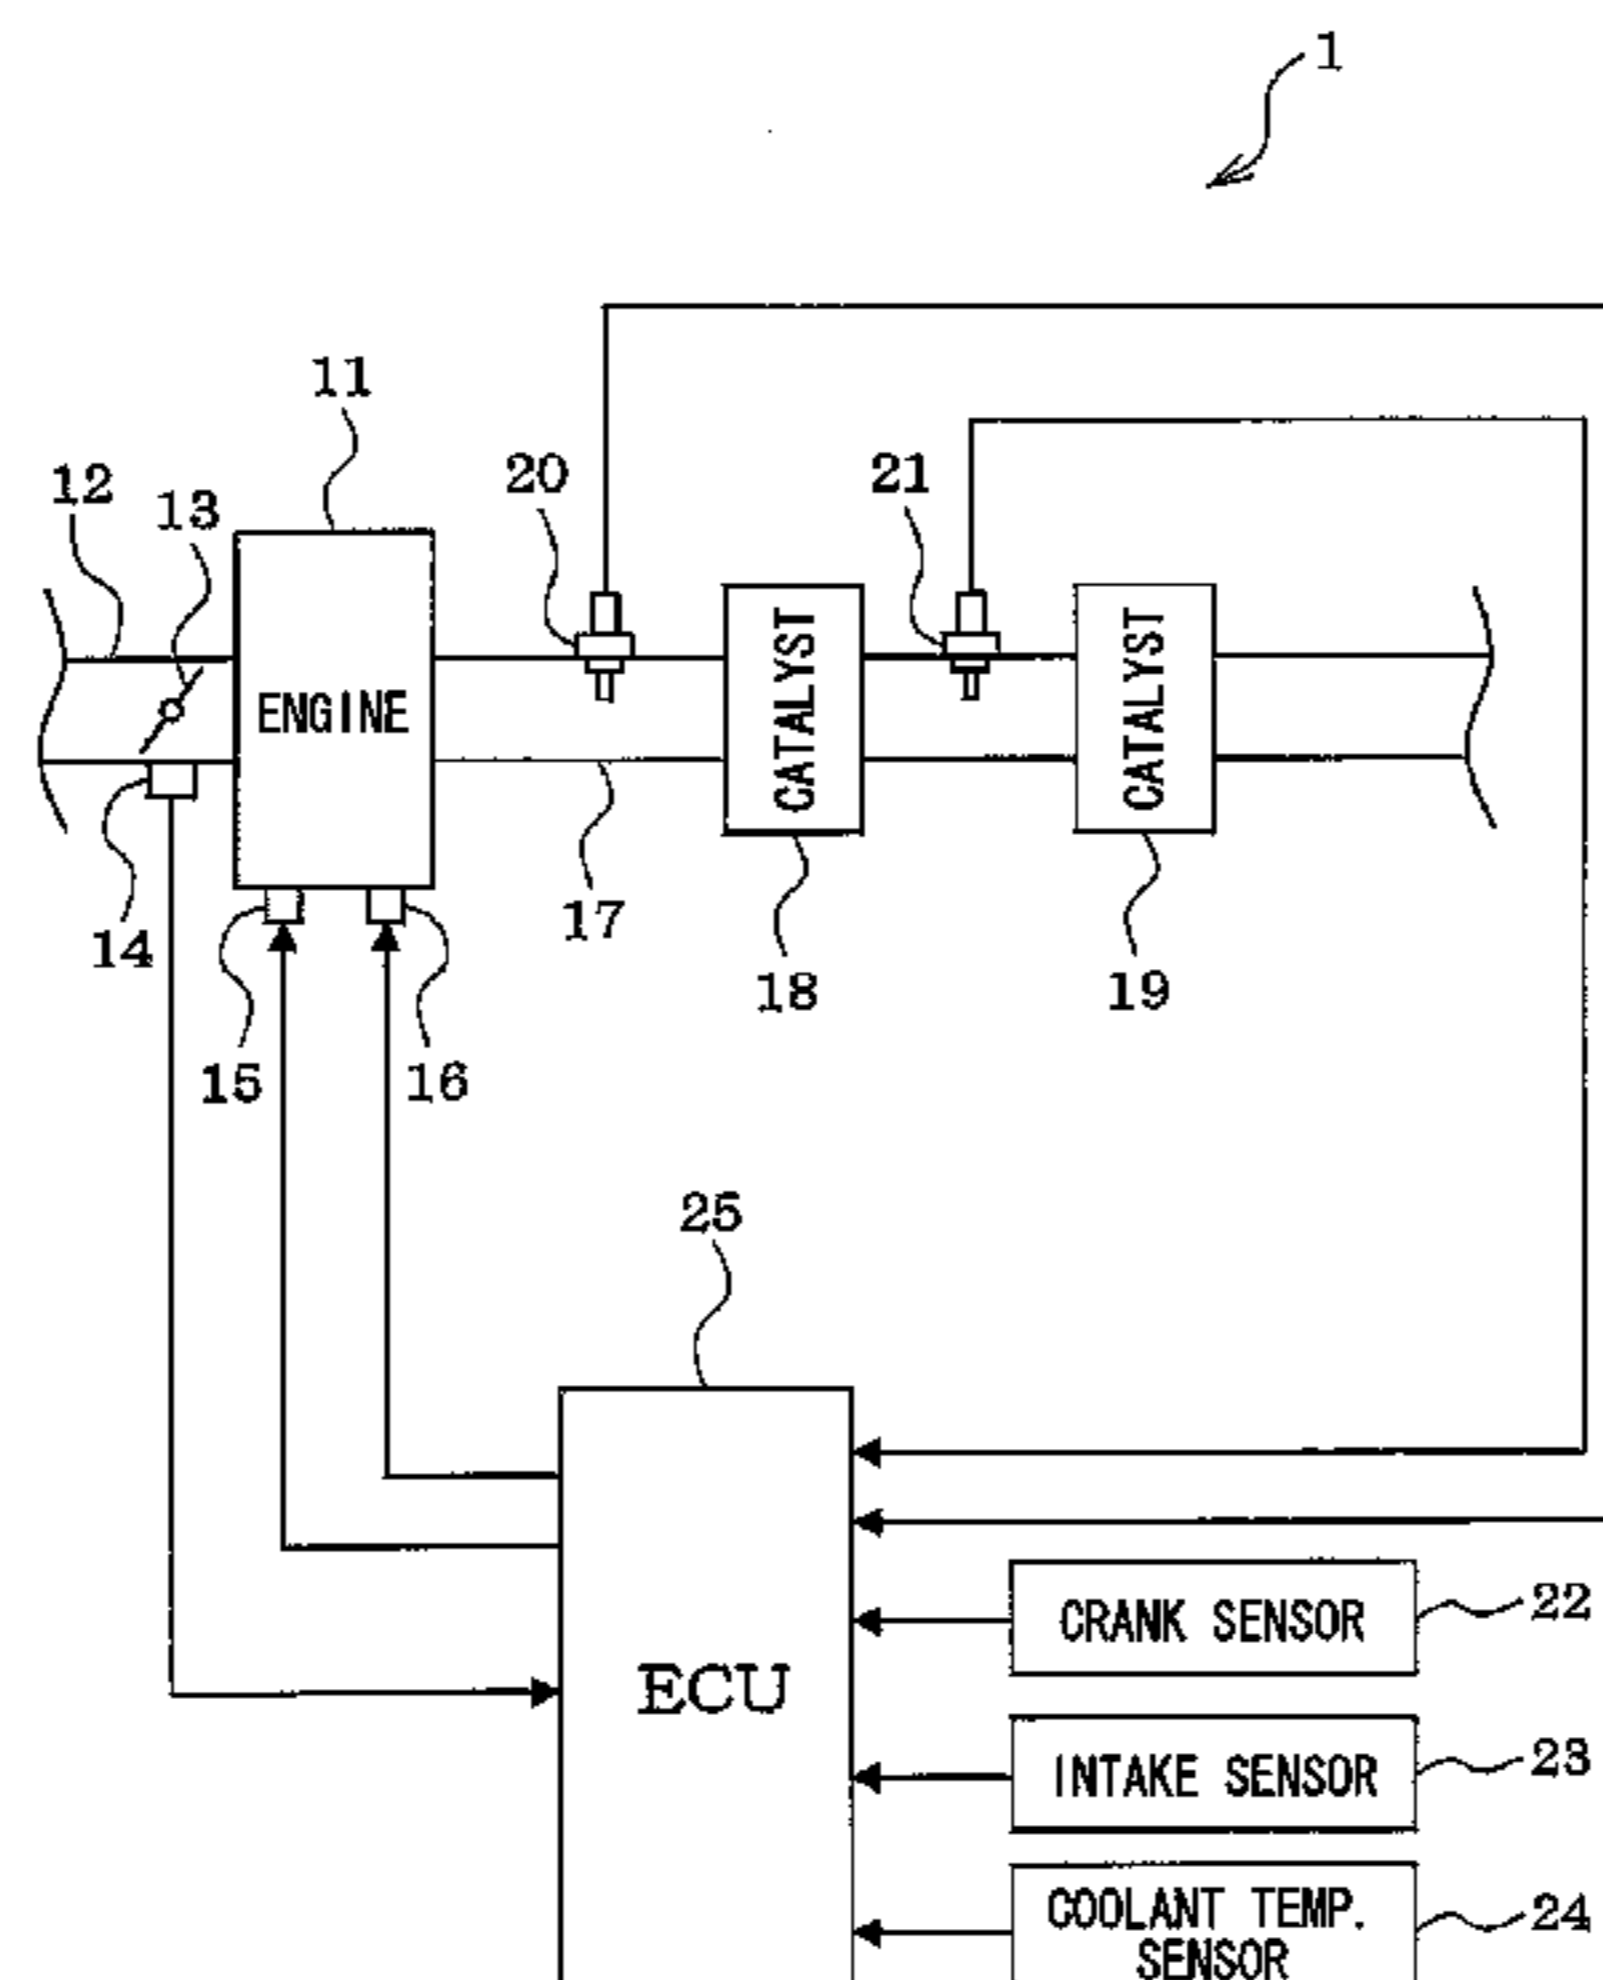 1
11
12
13
20
21
ENGINE
CATALYST
CATALYST
14
17
18
19
15
16
25
ECU
CRANK SENSOR
22
INTAKE SENSOR
23
COOLANT TEMP.
SENSOR
24